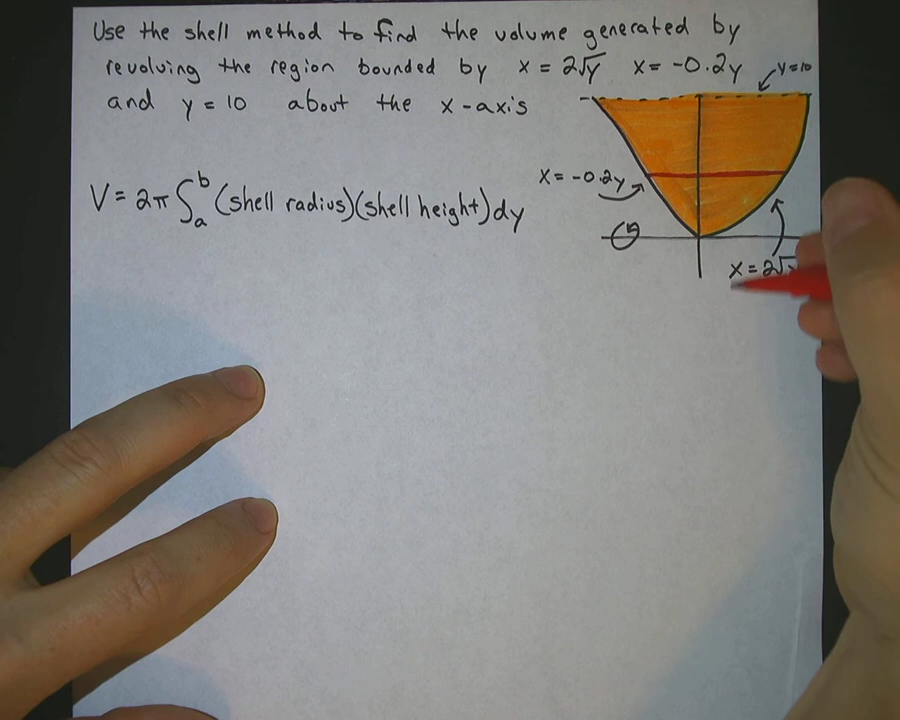 Use the shell method to find the volume generated by
revolving the region bounded by x = 2√y x = -0.2y
and y = 10 about the x-axis
y = 10
x = -0.2y
V = 2π ∫ₐᵇ (shell radius)(shell height) dy
x = 2√